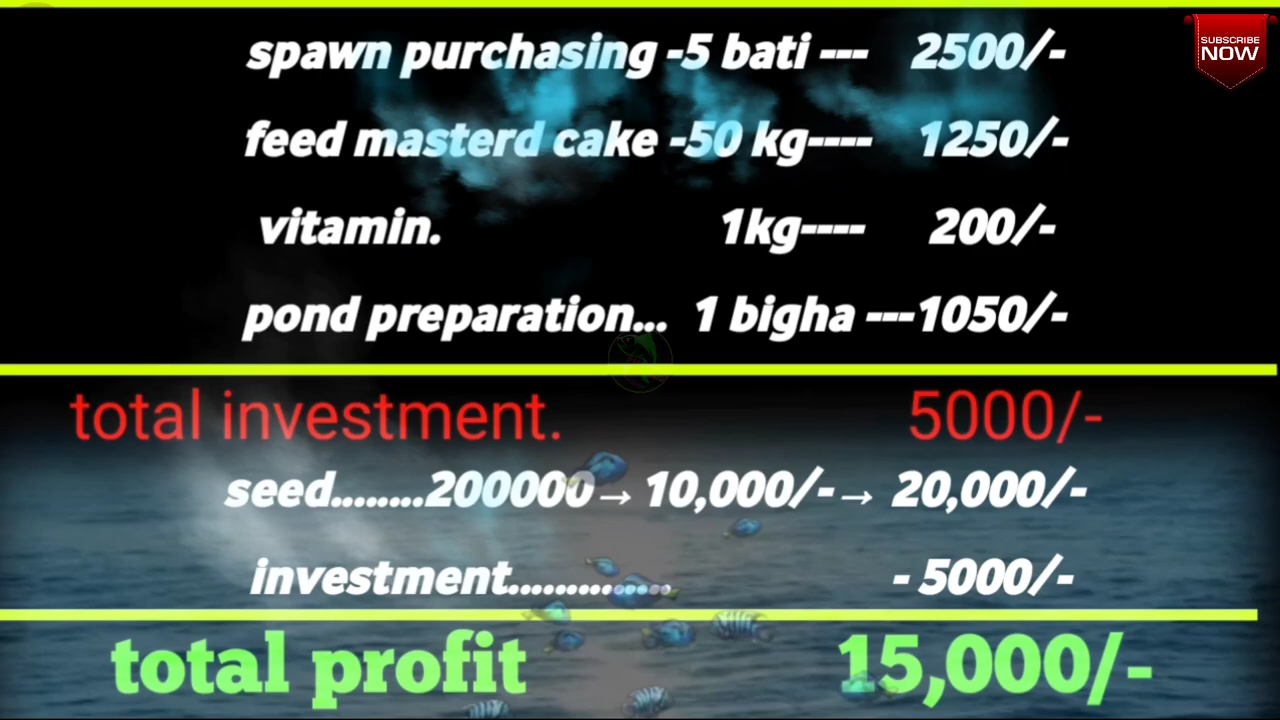 SUBSCRIBE
NOW
spawn purchasing -5 bati --- 2500/-
feed masterd cake -50 kg---- 1250/-
vitamin. 1kg---- 200/-
pond preparation... 1 bigha ---1050/-
total investment. 5000/-
seed........200000→ 10,000/-→ 20,000/-
investment............. - 5000/-
total profit 15,000/-